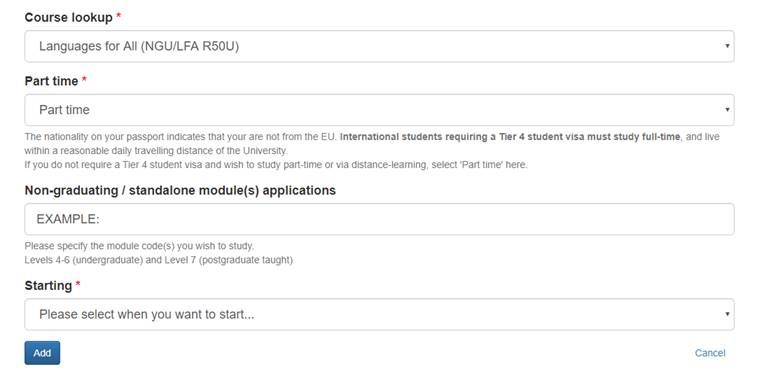 Course lookup *
Languages for All (NGU/LFA R50U)
Part time *
Part time
The nationality on your passport indicates that your are not from the EU. International students requiring a Tier 4 student visa must study full-time, and live
within a reasonable daily travelling distance of the University.
If you do not require a Tier 4 student visa and wish to study part-time or via distance-learning, select 'Part time' here.
Non-graduating / standalone module(s) applications
EXAMPLE:
Please specify the module code(s) you wish to study.
Levels 4-6 (undergraduate) and Level 7 (postgraduate taught)
Starting *
Please select when you want to start...
Add Cancel